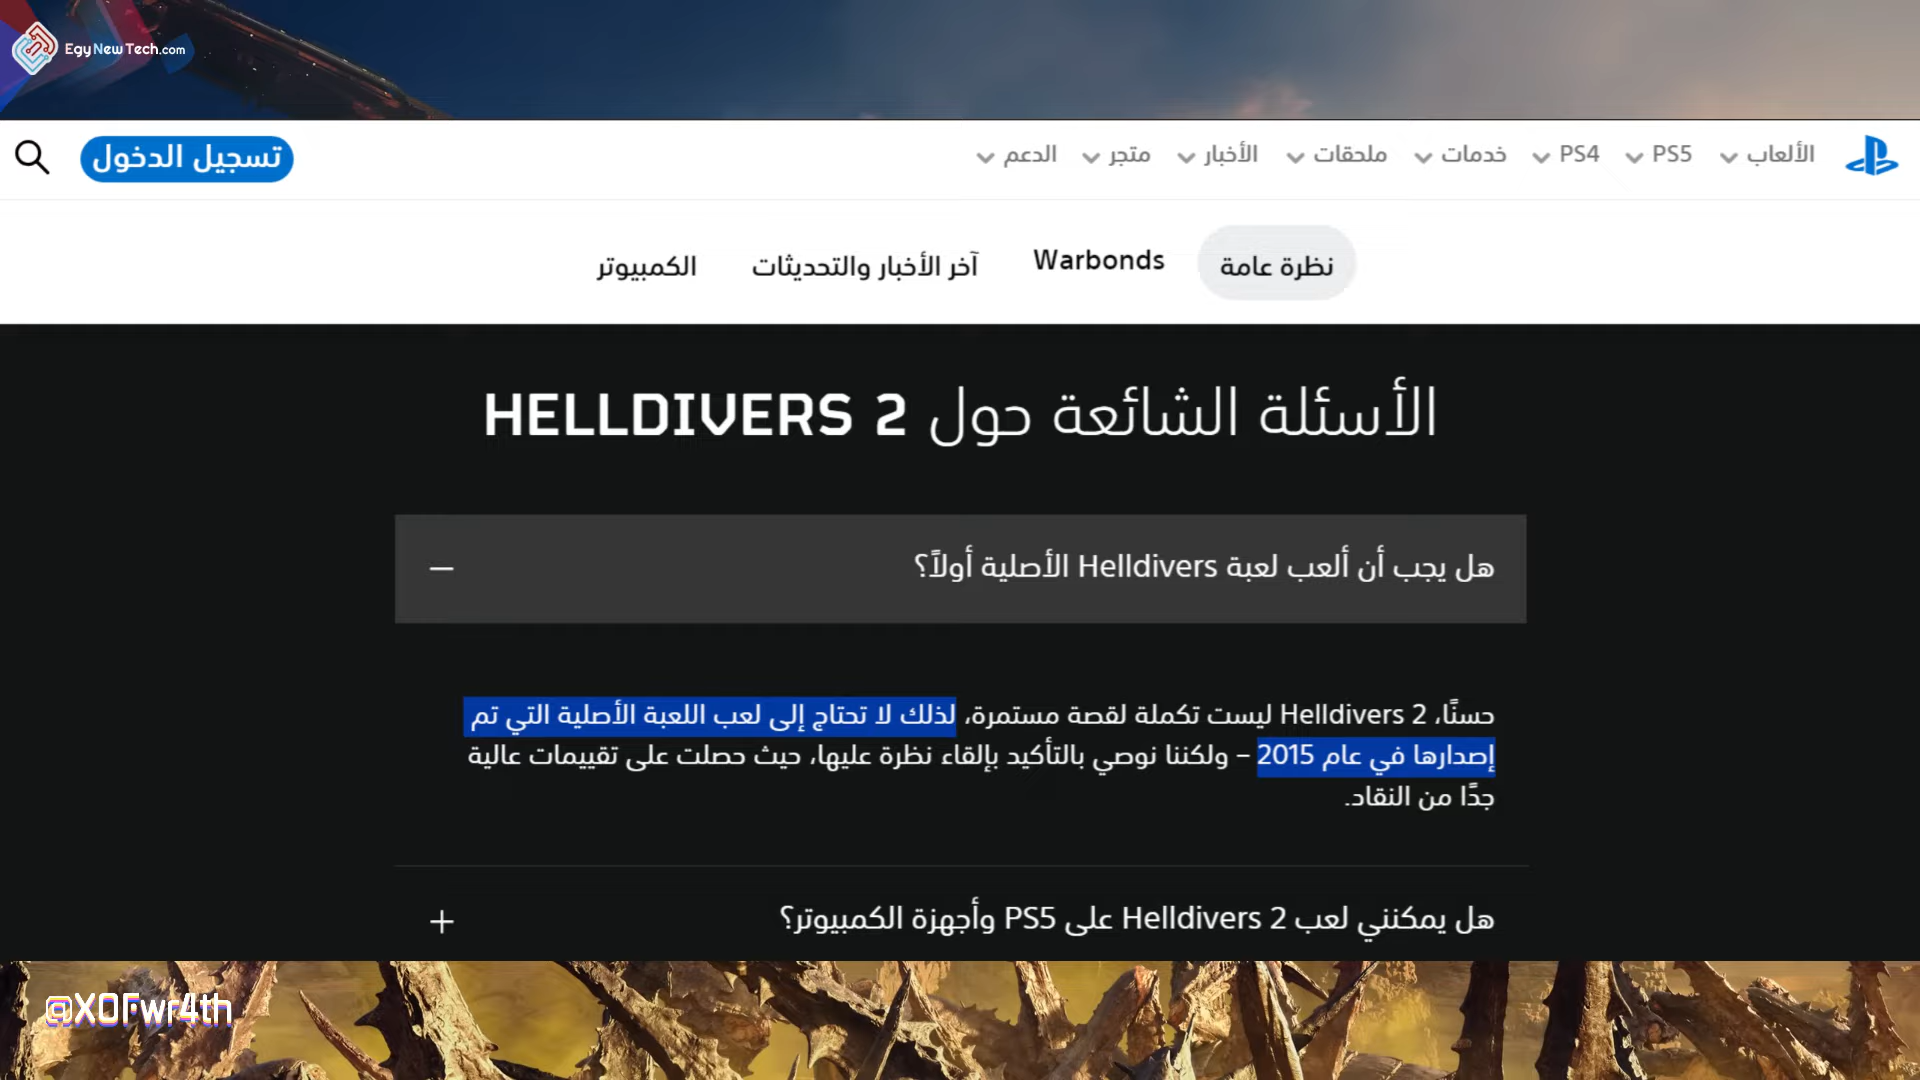 EgyNewTech.com
الألعاب PS5 PS4 خدمات ملحقات الأخبار متجر الدعم تسجيل الدخول
نظرة عامة Warbonds آخر الأخبار والتحديثات الكمبيوتر
الأسئلة الشائعة حول HELLDIVERS 2
هل يجب أن ألعب لعبة Helldivers الأصلية أولاً؟
حسنًا، Helldivers 2 ليست تكملة لقصة مستمرة، لذلك لا تحتاج إلى لعب اللعبة الأصلية التي تم
إصدارها في عام 2015 – ولكننا نوصي بالتأكيد بإلقاء نظرة عليها، حيث حصلت على تقييمات عالية
جدًا من النقاد.
هل يمكنني لعب Helldivers 2 على PS5 وأجهزة الكمبيوتر؟
@XOFwr4th